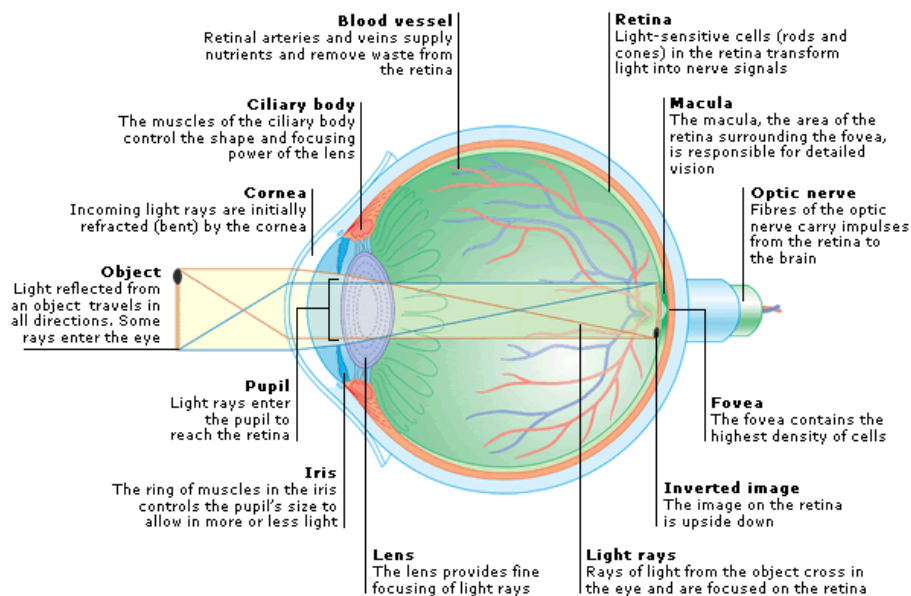 Blood vessel
Retinal arteries and veins supply
nutrients and remove waste from
the retina
Retina
Light-sensitive cells (rods and
cones) in the retina transform
light into nerve signals
Ciliary body
The muscles of the ciliary body
control the shape and focusing
power of the lens
Macula
The macula, the area of the
retina surrounding the fovea,
is responsible for detailed
vision
Cornea
Incoming light rays are initially
refracted (bent) by the cornea
Optic nerve
Fibres of the optic
nerve carry impulses
from the retina to
the brain
Object
Light reflected from
an object travels in
all directions. Some
rays enter the eye
Pupil
Light rays enter
the pupil to
reach the retina
Fovea
The fovea contains the
highest density of cells
Iris
The ring of muscles in the iris
controls the pupil's size to
allow in more or less light
Inverted image
The image on the retina
is upside down
Lens
The lens provides fine
focusing of light rays
Light rays
Rays of light from the object cross in
the eye and are focused on the retina